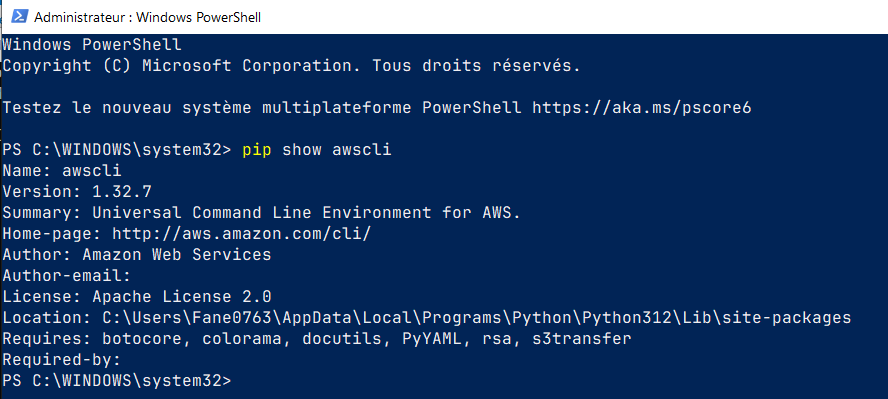 Administrateur : Windows PowerShell
Windows PowerShell
Copyright (C) Microsoft Corporation. Tous droits réservés.
Testez le nouveau système multiplateforme PowerShell https://aka.ms/pscore6
PS C:\WINDOWS\system32> pip show awscli
Name: awscli
Version: 1.32.7
Summary: Universal Command Line Environment for AWS.
Home-page: http://aws.amazon.com/cli/
Author: Amazon Web Services
Author-email:
License: Apache License 2.0
Location: C:\Users\Fane0763\AppData\Local\Programs\Python\Python312\Lib\site-packages
Requires: botocore, colorama, docutils, PyYAML, rsa, s3transfer
Required-by:
PS C:\WINDOWS\system32>